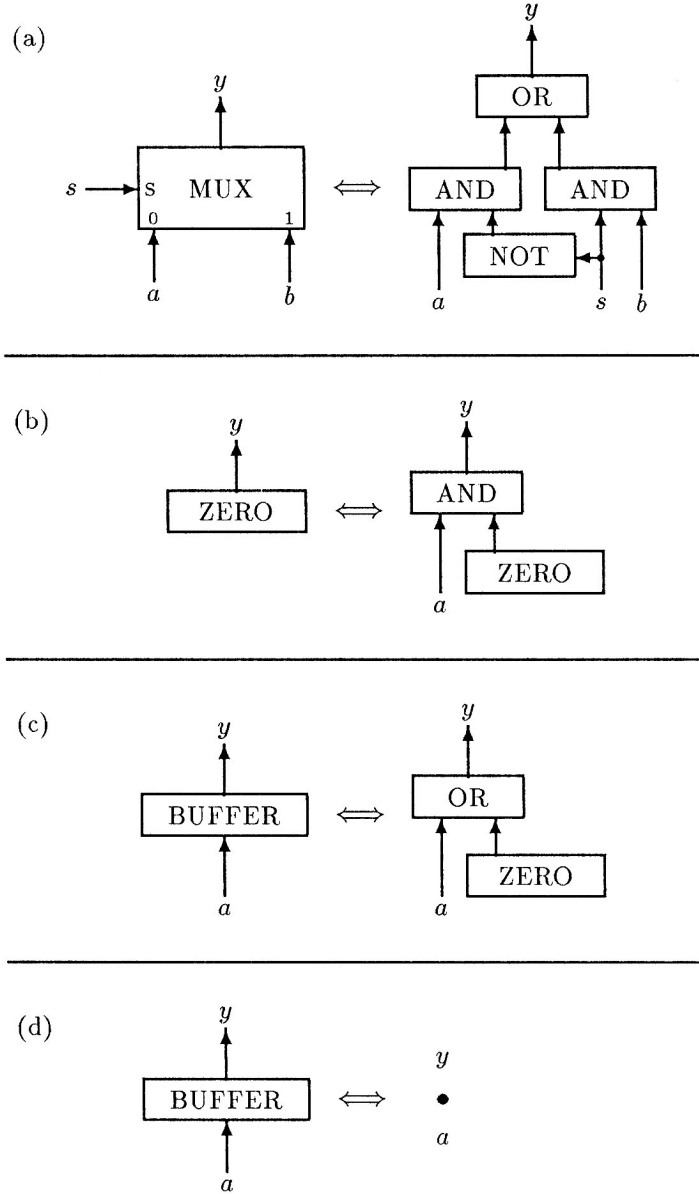 (a)
y
y
OR
s S MUX ⇐⇒ AND AND
0 1
NOT
a b a s b
(b)
y y
ZERO ⇐⇒ AND
ZERO
a
(c)
y y
BUFFER ⇐⇒ OR
ZERO
a a
(d)
y
y
BUFFER ⇐⇒
a
a